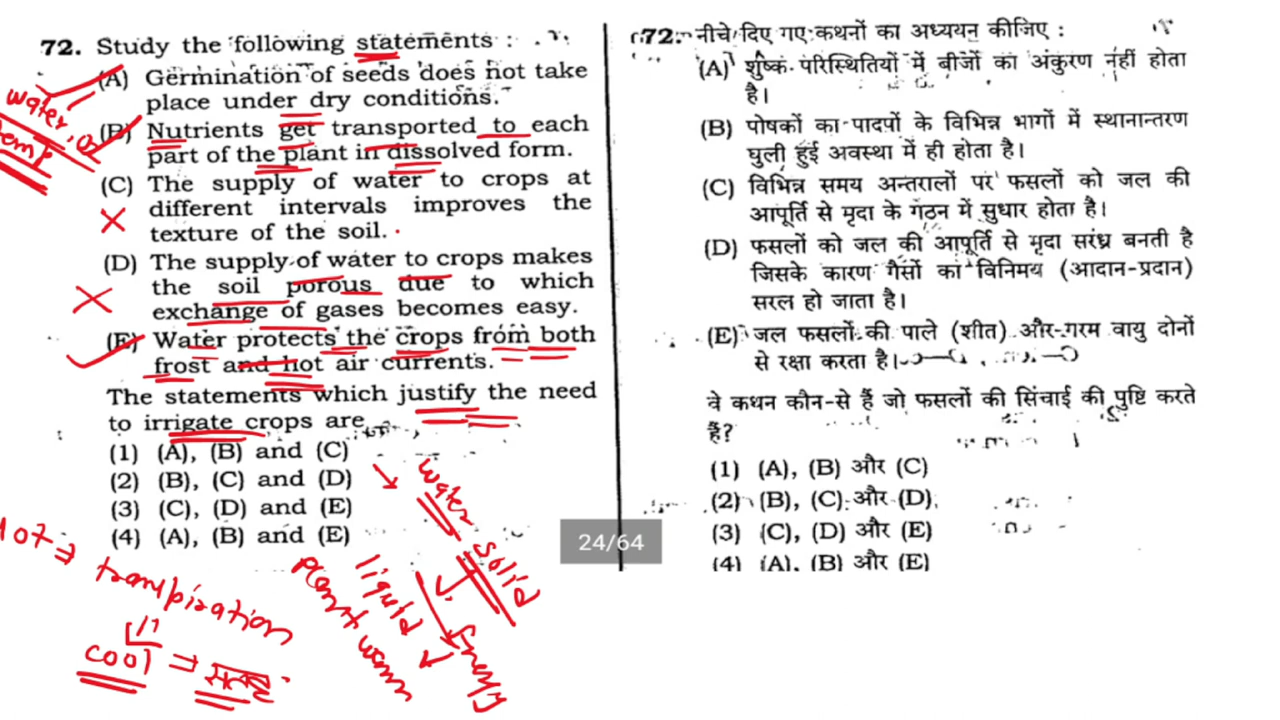 72. Study the following statements :
(A) Germination of seeds does not take
place under dry conditions.
(B) Nutrients get transported to each
part of the plant in dissolved form.
(C) The supply of water to crops at
different intervals improves the
texture of the soil.
(D) The supply of water to crops makes
the soil porous due to which
exchange of gases becomes easy.
(E) Water protects the crops from both
frost and hot air currents.
The statements which justify the need
to irrigate crops are
(1) (A), (B) and (C)
(2) (B), (C) and (D)
(3) (C), (D) and (E)
(4) (A), (B) and (E)
water, O2
temp
water
solid
liquid
Energy
plant warm
hot ⇒ transpiration
cool ⇒
24/64
72. नीचे दिए गए कथनों का अध्ययन कीजिए :
(A) शुष्क परिस्थितियों में बीजों का अंकुरण नहीं होता
है।
(B) पोषकों का पादपों के विभिन्न भागों में स्थानान्तरण
घुली हुई अवस्था में ही होता है।
(C) विभिन्न समय अन्तरालों पर फसलों को जल की
आपूर्ति से मृदा के गठन में सुधार होता है।
(D) फसलों को जल की आपूर्ति से मृदा सरंध्र बनती है
जिसके कारण गैसों का विनिमय (आदान-प्रदान)
सरल हो जाता है।
(E) जल फसलों की पाले (शीत) और गरम वायु दोनों
से रक्षा करता है।
वे कथन कौन-से हैं जो फसलों की सिंचाई की पुष्टि करते
हैं?
(1) (A), (B) और (C)
(2) (B), (C) और (D)
(3) (C), (D) और (E)
(4) (A), (B) और (E)